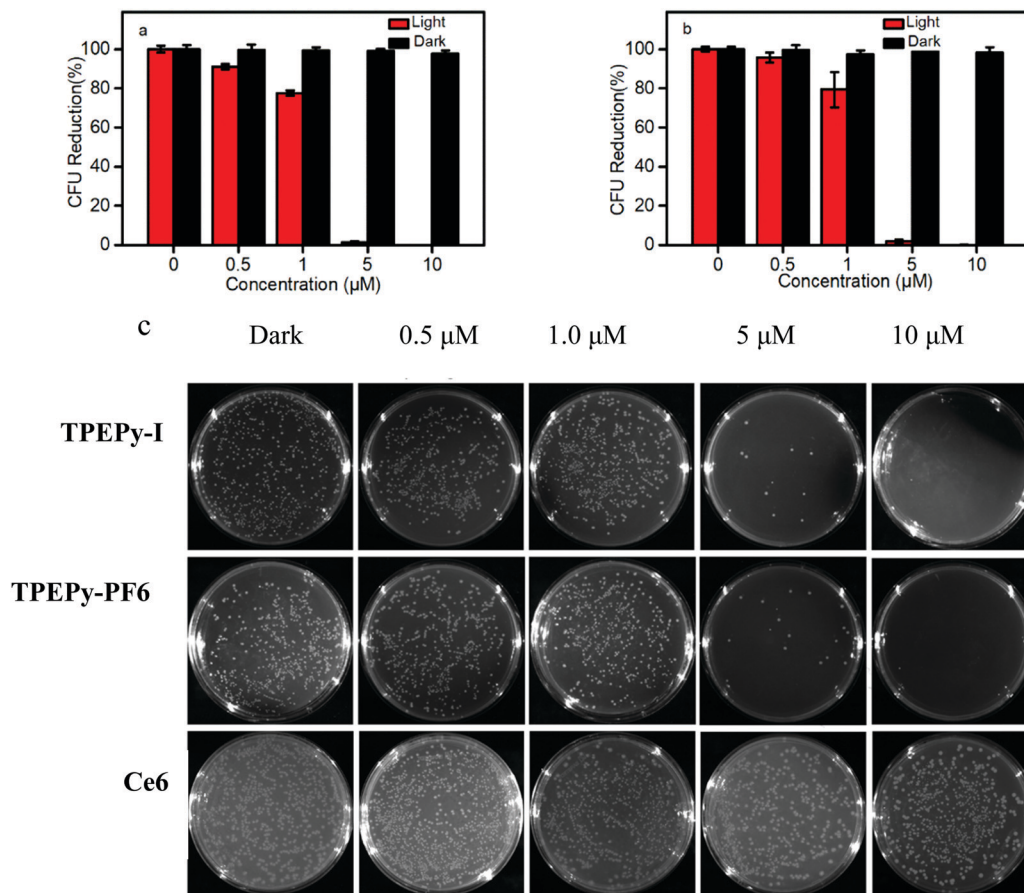 a
Light
Dark
CFU Reduction(%)
100
80
60
40
20
0
0 0.5 1 5 10
Concentration (µM)
b
Light
Dark
CFU Reduction(%)
100
80
60
40
20
0
0 0.5 1 5 10
Concentration (µM)
c
Dark 0.5 µM 1.0 µM 5 µM 10 µM
TPEPy-I
TPEPy-PF6
Ce6